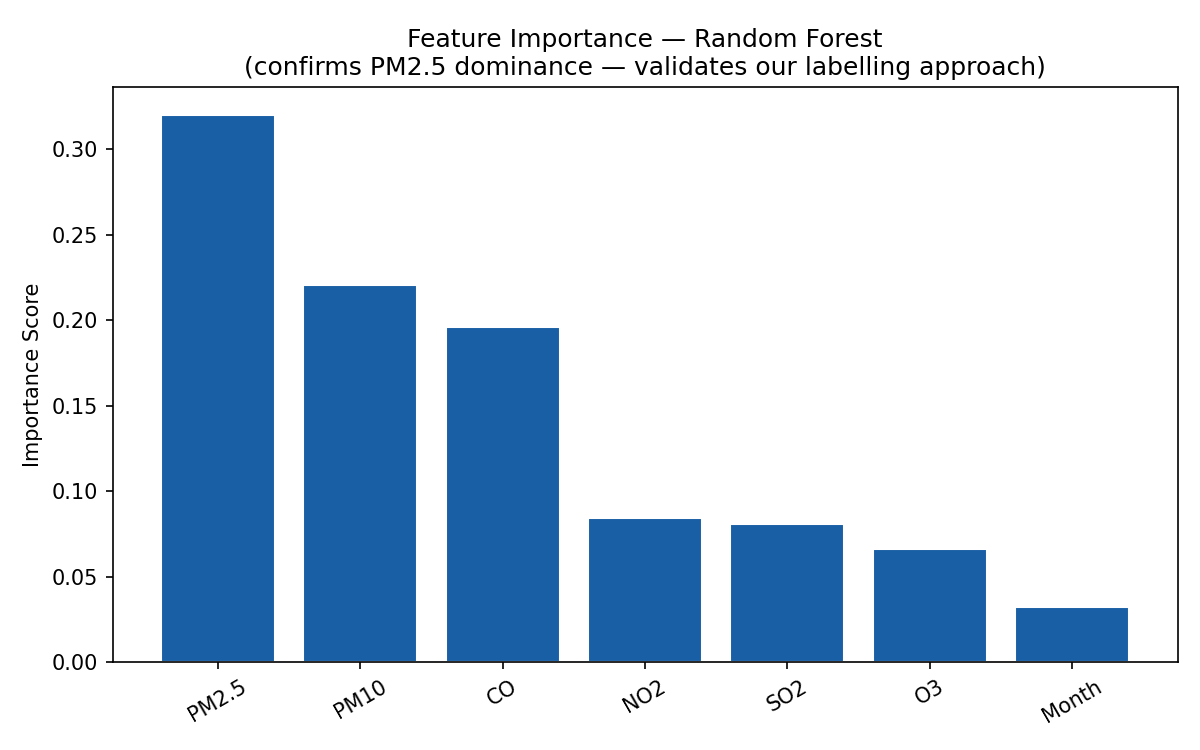 Feature Importance — Random Forest
(confirms PM2.5 dominance — validates our labelling approach)
Importance Score
0.30
0.25
0.20
0.15
0.10
0.05
0.00
PM2.5
PM10
CO
NO2
SO2
O3
Month